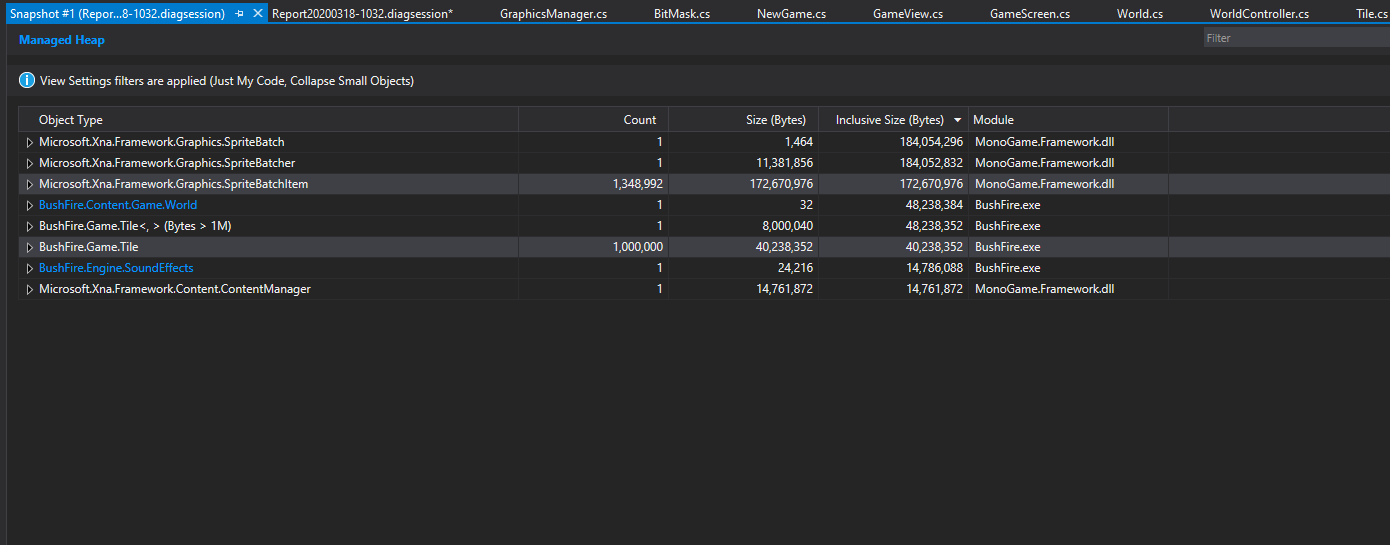 Snapshot #1 (Repor...8-1032.diagsession) Report20200318-1032.diagsession* GraphicsManager.cs BitMask.cs NewGame.cs GameView.cs GameScreen.cs World.cs WorldController.cs Tile.cs
Managed Heap Filter
View Settings filters are applied (Just My Code, Collapse Small Objects)
Object Type Count Size (Bytes) Inclusive Size (Bytes) Module
Microsoft.Xna.Framework.Graphics.SpriteBatch 1 1,464 184,054,296 MonoGame.Framework.dll
Microsoft.Xna.Framework.Graphics.SpriteBatcher 1 11,381,856 184,052,832 MonoGame.Framework.dll
Microsoft.Xna.Framework.Graphics.SpriteBatchItem 1,348,992 172,670,976 172,670,976 MonoGame.Framework.dll
BushFire.Content.Game.World 1 32 48,238,384 BushFire.exe
BushFire.Game.Tile<, > (Bytes > 1M) 1 8,000,040 48,238,352 BushFire.exe
BushFire.Game.Tile 1,000,000 40,238,352 40,238,352 BushFire.exe
BushFire.Engine.SoundEffects 1 24,216 14,786,088 BushFire.exe
Microsoft.Xna.Framework.Content.ContentManager 1 14,761,872 14,761,872 MonoGame.Framework.dll